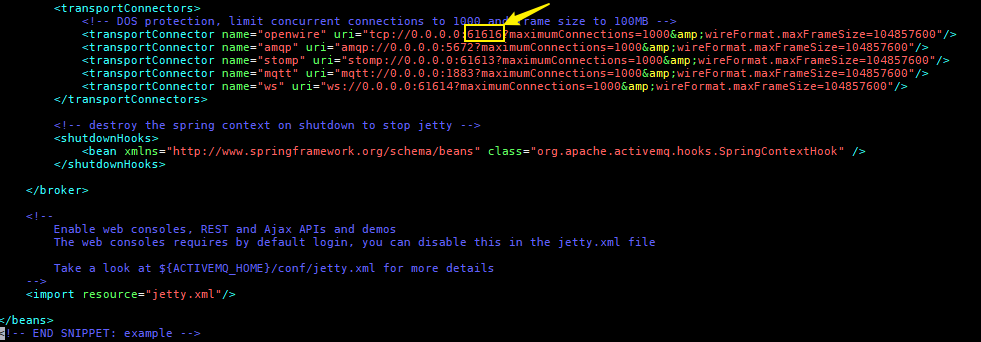 <transportConnectors>
<!-- DOS protection, limit concurrent connections to 1000 and frame size to 100MB -->
<transportConnector name="openwire" uri="tcp://0.0.0.0:61616?maximumConnections=1000&amp;wireFormat.maxFrameSize=104857600"/>
<transportConnector name="amqp" uri="amqp://0.0.0.0:5672?maximumConnections=1000&amp;wireFormat.maxFrameSize=104857600"/>
<transportConnector name="stomp" uri="stomp://0.0.0.0:61613?maximumConnections=1000&amp;wireFormat.maxFrameSize=104857600"/>
<transportConnector name="mqtt" uri="mqtt://0.0.0.0:1883?maximumConnections=1000&amp;wireFormat.maxFrameSize=104857600"/>
<transportConnector name="ws" uri="ws://0.0.0.0:61614?maximumConnections=1000&amp;wireFormat.maxFrameSize=104857600"/>
</transportConnectors>
<!-- destroy the spring context on shutdown to stop jetty -->
<shutdownHooks>
<bean xmlns="http://www.springframework.org/schema/beans" class="org.apache.activemq.hooks.SpringContextHook" />
</shutdownHooks>
</broker>
<!--
Enable web consoles, REST and Ajax APIs and demos
The web consoles requires by default login, you can disable this in the jetty.xml file
Take a look at ${ACTIVEMQ_HOME}/conf/jetty.xml for more details
-->
<import resource="jetty.xml"/>
</beans>
<!-- END SNIPPET: example -->